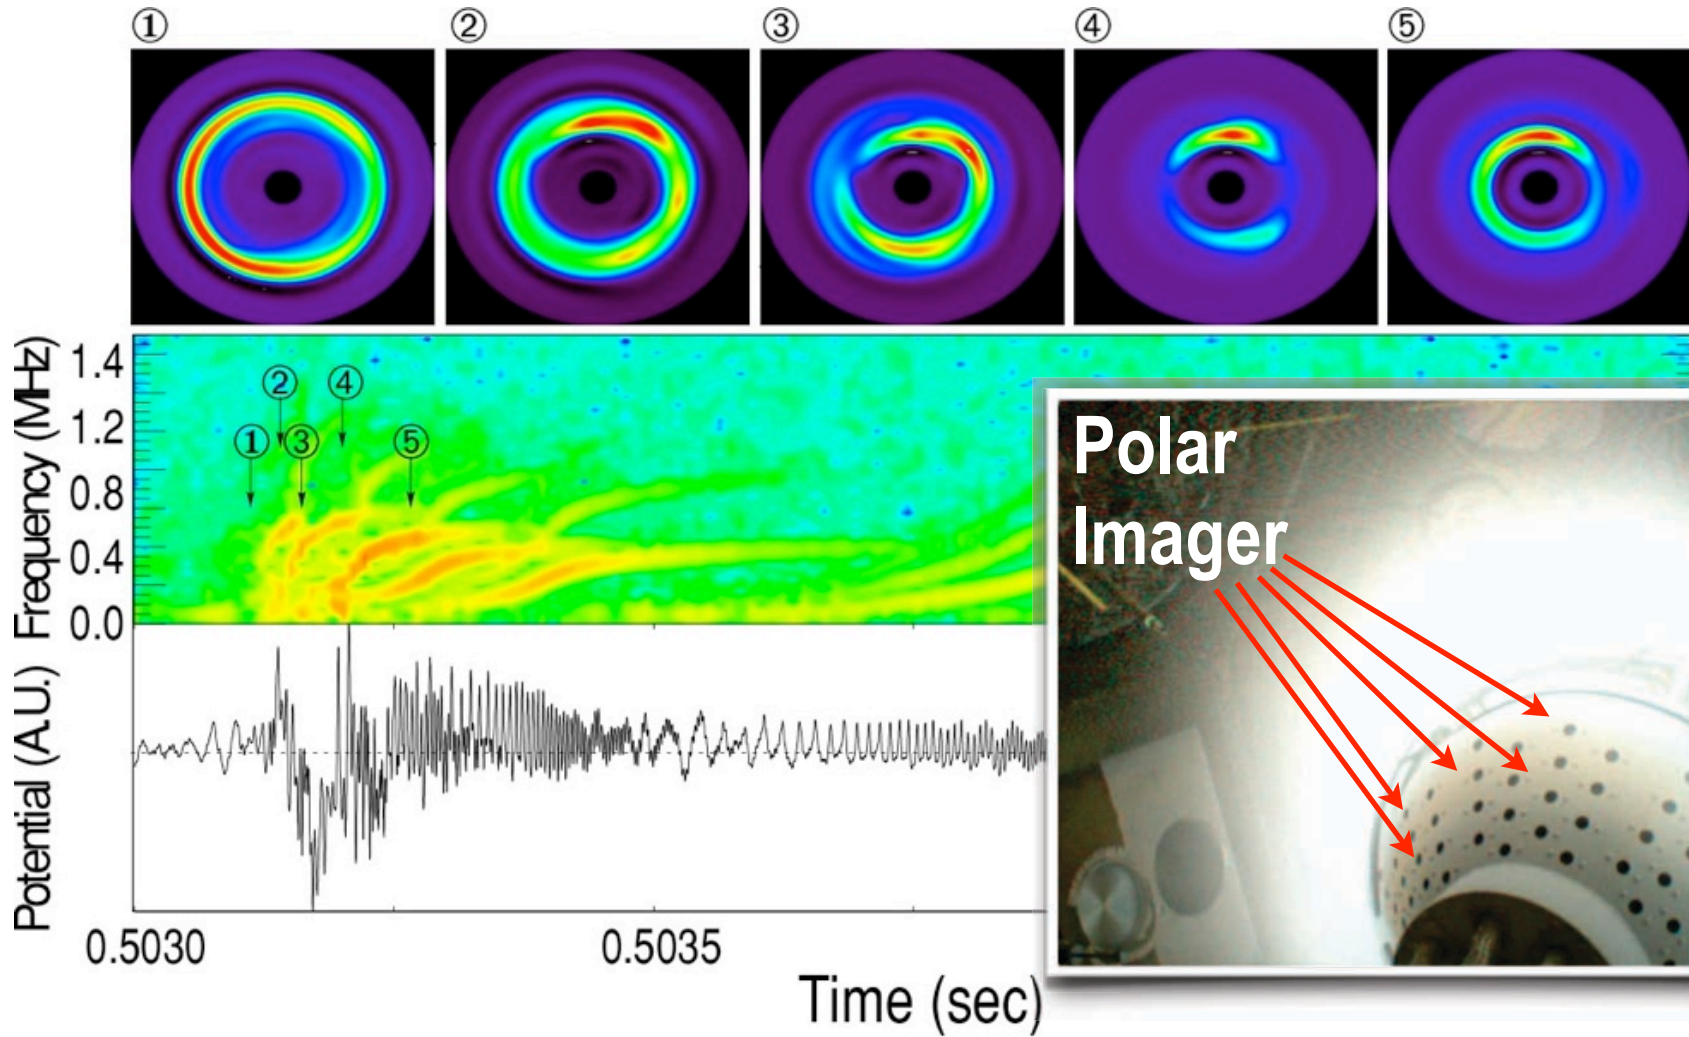 ① ② ③ ④ ⑤
Frequency (MHz)
1.4
1.2
0.8
0.4
0.0
② ④
① ③ ⑤
Potential (A.U.)
0.5030 0.5035
Time (sec)
Polar
Imager